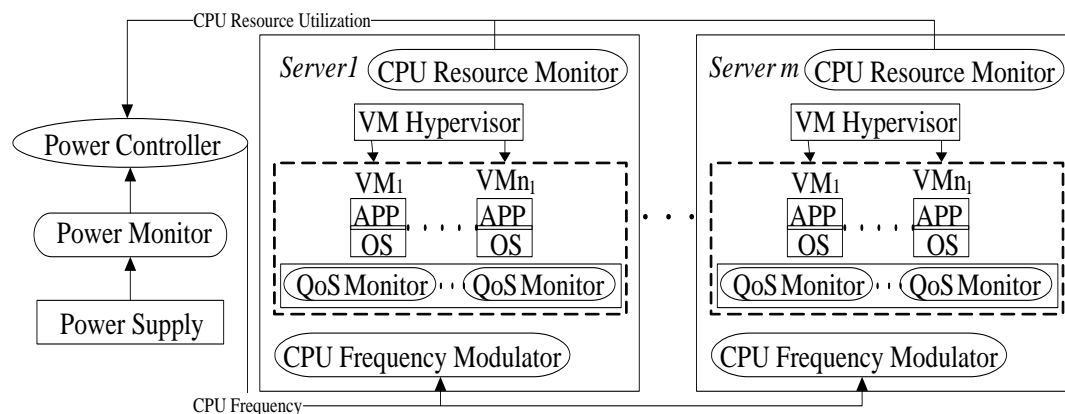 CPU Resource Utilization
Server1
CPU Resource Monitor
Server m
CPU Resource Monitor
Power Controller
VM Hypervisor
VM Hypervisor
VM1
VMn1
VM1
VMn1
APP
APP
APP
APP
Power Monitor
OS
OS
OS
OS
QoS Monitor
QoS Monitor
QoS Monitor
QoS Monitor
Power Supply
CPU Frequency Modulator
CPU Frequency Modulator
CPU Frequency